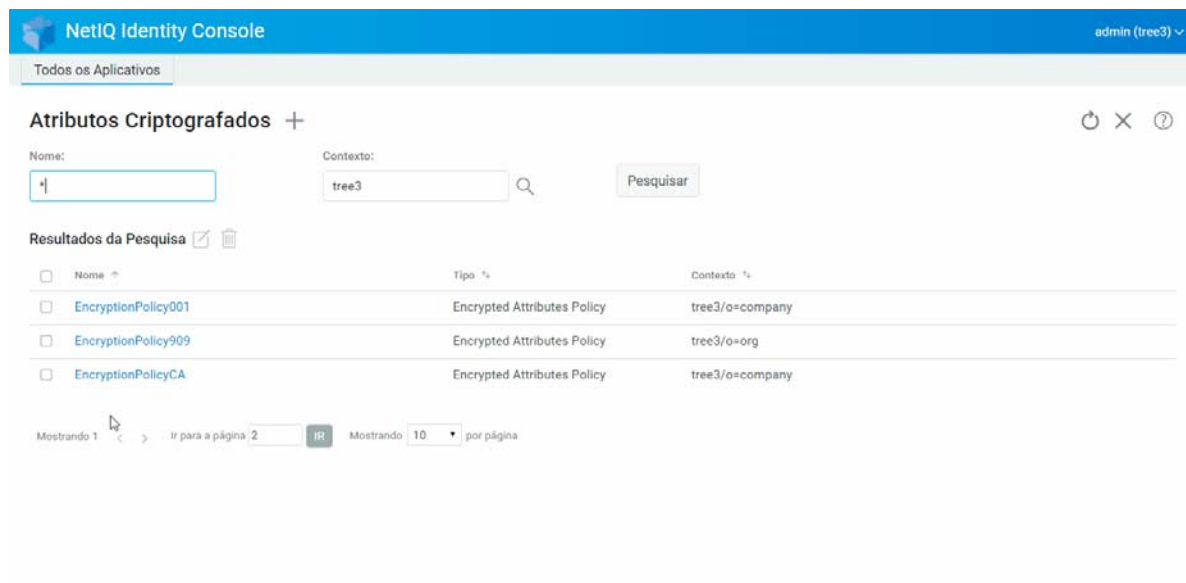 NetIQ Identity Console
admin (tree3)
Todos os Aplicativos
Atributos Criptografados
Nome:
Contexto:
*
tree3
Pesquisar
Resultados da Pesquisa
Nome Tipo Contexto
EncryptionPolicy001 Encrypted Attributes Policy tree3/o=company
EncryptionPolicy909 Encrypted Attributes Policy tree3/o=org
EncryptionPolicyCA Encrypted Attributes Policy tree3/o=company
Mostrando 1 < > Ir para a página 2 IR Mostrando 10 por página